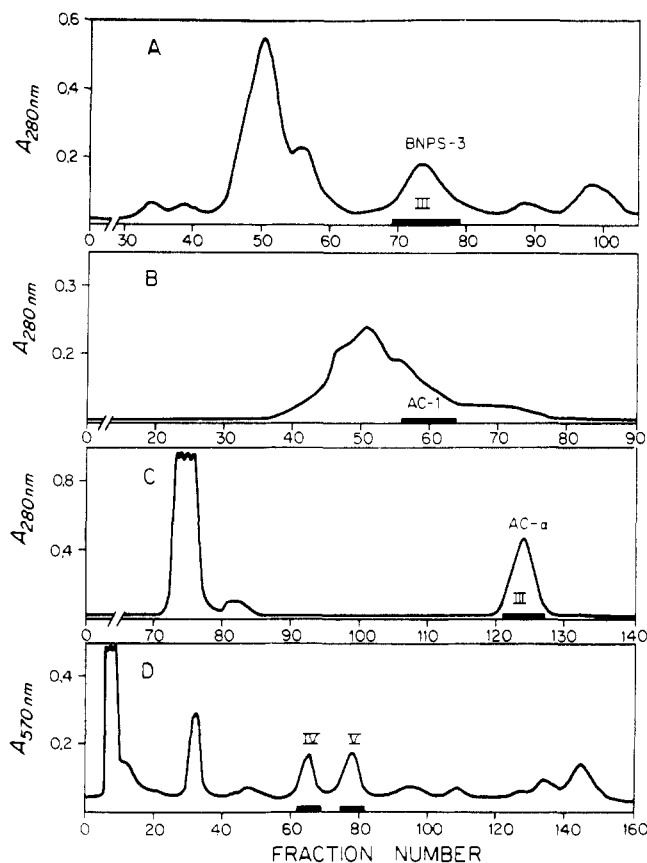 0.6
A
0.4
A280nm
BNPS-3
0.2
III
0 30 40 50 60 70 80 90 100
B
0.3
A280nm
0.2
AC-1
0 20 30 40 50 60 70 80 90
C
0.8
A280nm
AC-α
0.4
III
0 70 80 90 100 110 120 130 140
D
0.4
A570nm
IV V
0.2
0 20 40 60 80 100 120 140 160
FRACTION NUMBER